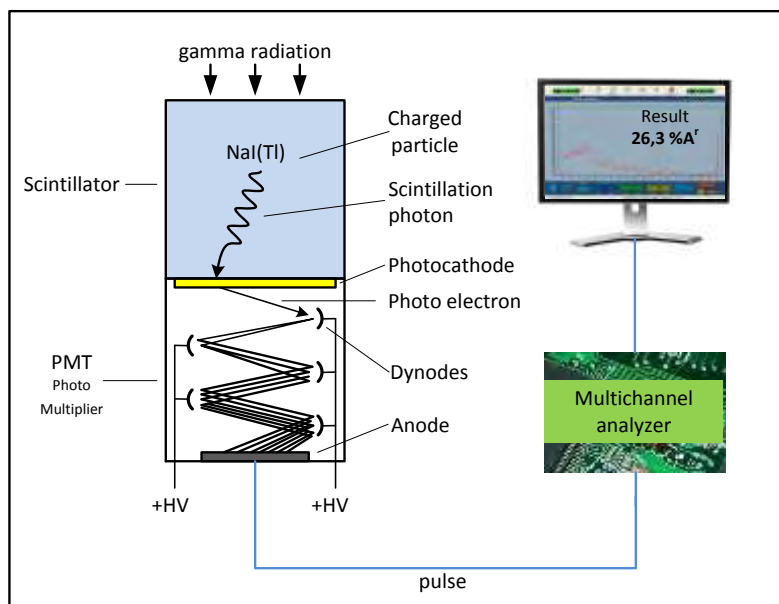 gamma radiation
Scintillator
NaI(Tl)
Charged
particle
Scintillation
photon
Photocathode
Photo electron
PMT
Photo
Multiplier
Dynodes
Anode
+HV
+HV
pulse
Result
26,3 %Aʳ
Multichannel
analyzer